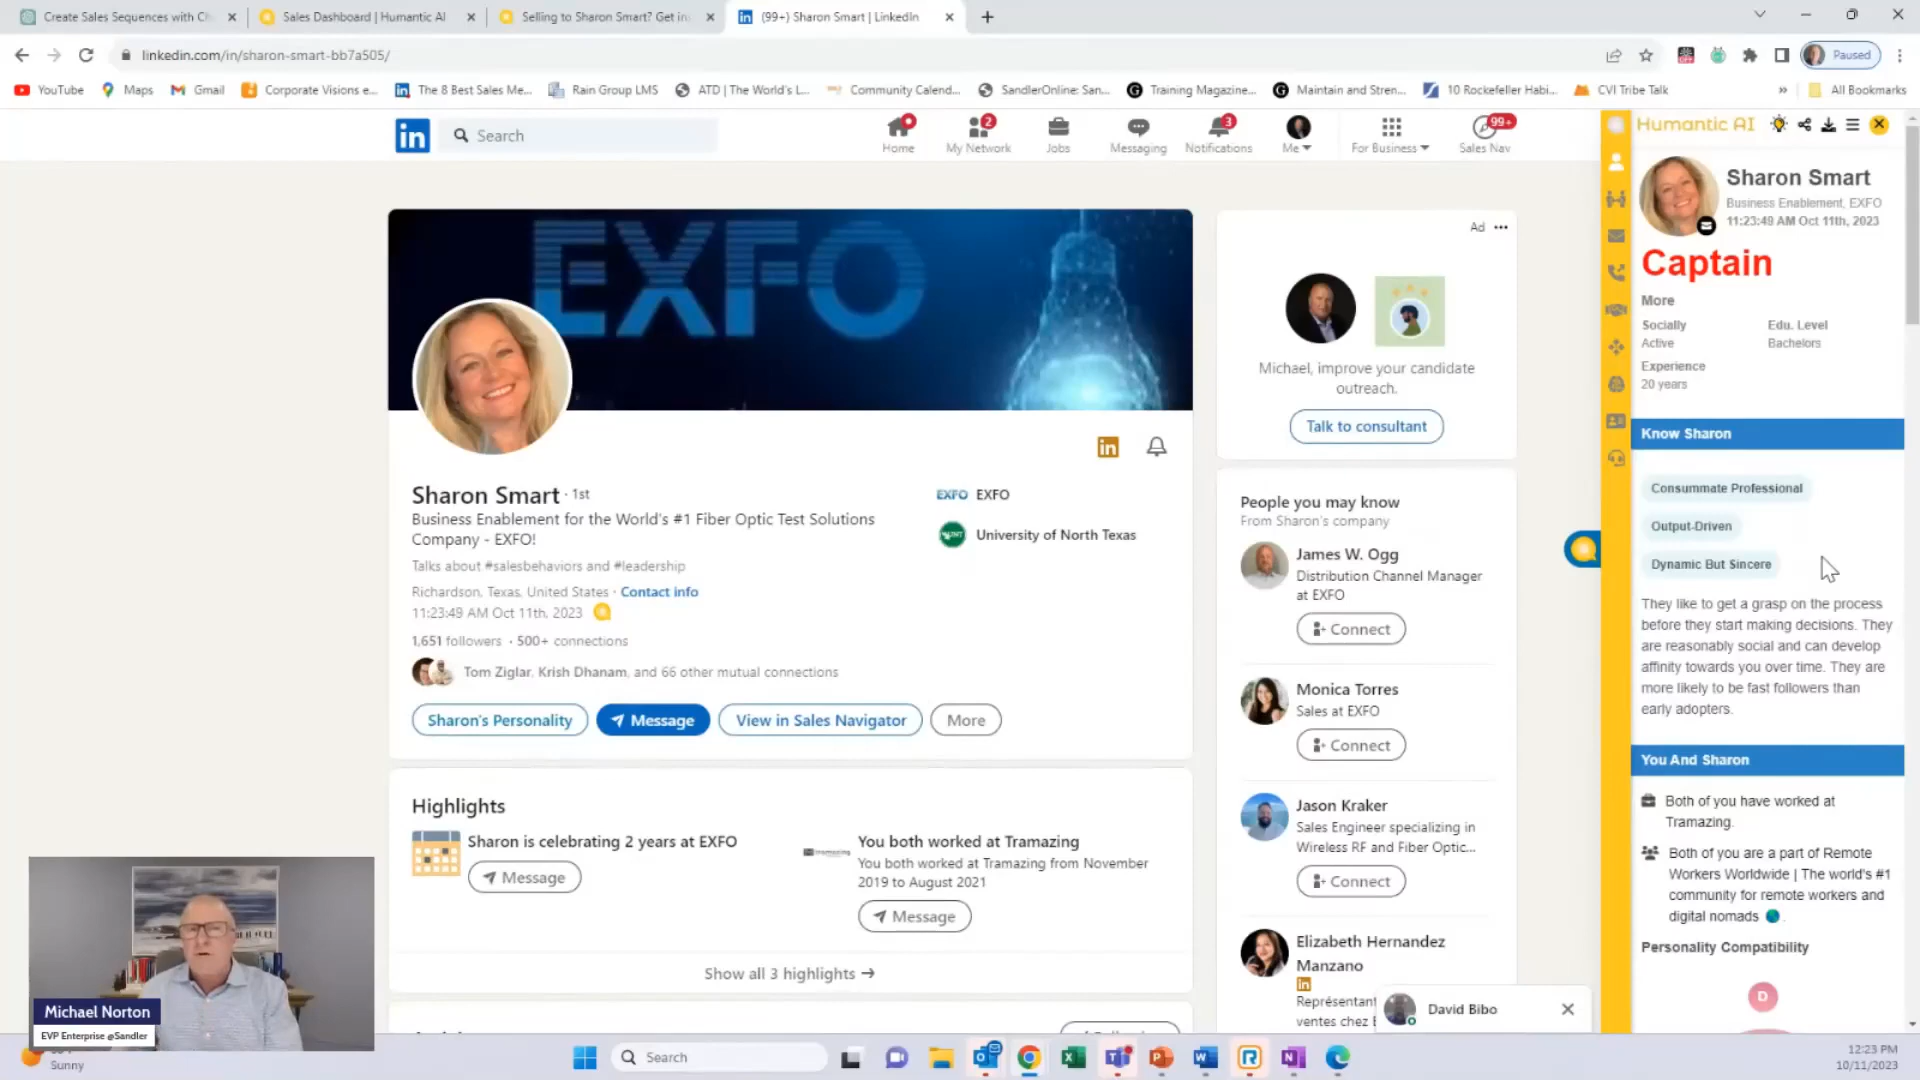 Create Sales Sequences with Ch
Sales Dashboard | Humantic AI
Selling to Sharon Smart? Get in
(99+) Sharon Smart | LinkedIn
linkedin.com/in/sharon-smart-bb7a505/
Paused
YouTube
Maps
Gmail
Corporate Visions e...
The 8 Best Sales Me...
Rain Group LMS
ATD | The World's L...
Community Calend...
SandlerOnline: San...
Training Magazine...
Maintain and Stren...
10 Rockefeller Habi...
CVI Tribe Talk
»
All Bookmarks
in
Search
Home
2
My Network
Jobs
Messaging
3
Notifications
Me
For Business
99+
Sales Nav
EXFO
Sharon Smart · 1st
Business Enablement for the World's #1 Fiber Optic Test Solutions
Company - EXFO!
Talks about #salesbehaviors and #leadership
Richardson, Texas, United States · Contact info
11:23:49 AM Oct 11th, 2023
1,651 followers · 500+ connections
Tom Ziglar, Krish Dhanam, and 66 other mutual connections
Sharon's Personality
Message
View in Sales Navigator
More
EXFO EXFO
University of North Texas
Highlights
Sharon is celebrating 2 years at EXFO
Message
You both worked at Tramazing
You both worked at Tramazing from November
2019 to August 2021
Message
Show all 3 highlights →
Ad
Michael, improve your candidate
outreach.
Talk to consultant
People you may know
From Sharon's company
James W. Ogg
Distribution Channel Manager
at EXFO
Connect
Monica Torres
Sales at EXFO
Connect
Jason Kraker
Sales Engineer specializing in
Wireless RF and Fiber Optic...
Connect
Elizabeth Hernandez
Manzano
in
Représentant
ventes chez E
David Bibo
Humantic AI
Sharon Smart
Business Enablement, EXFO
11:23:49 AM Oct 11th, 2023
Captain
More
Socially
Active
Edu. Level
Bachelors
Experience
20 years
Know Sharon
Consummate Professional
Output-Driven
Dynamic But Sincere
They like to get a grasp on the process
before they start making decisions. They
are reasonably social and can develop
affinity towards you over time. They are
more likely to be fast followers than
early adopters.
You And Sharon
Both of you have worked at
Tramazing.
Both of you are a part of Remote
Workers Worldwide | The world's #1
community for remote workers and
digital nomads .
Personality Compatibility
D
Michael Norton
EVP Enterprise @Sandler
Sunny
Search
12:23 PM
10/11/2023